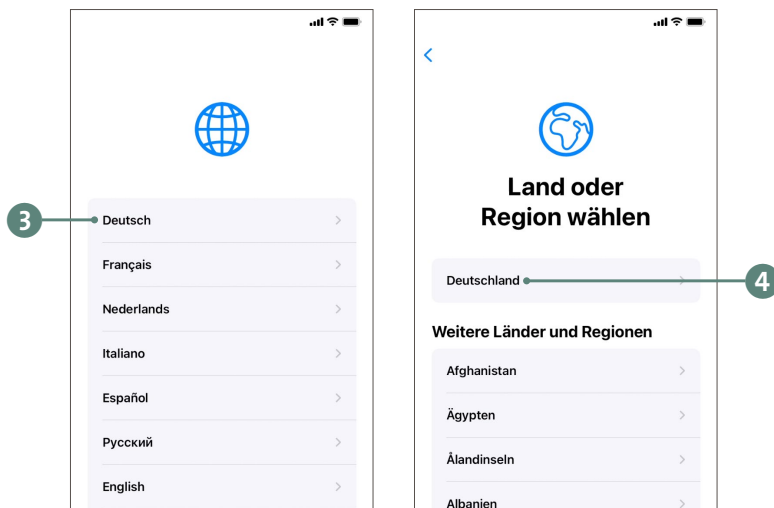 3
Deutsch
Français
Nederlands
Italiano
Español
Русский
English
Land oder
Region wählen
Deutschland
4
Weitere Länder und Regionen
Afghanistan
Ägypten
Ålandinseln
Albanien